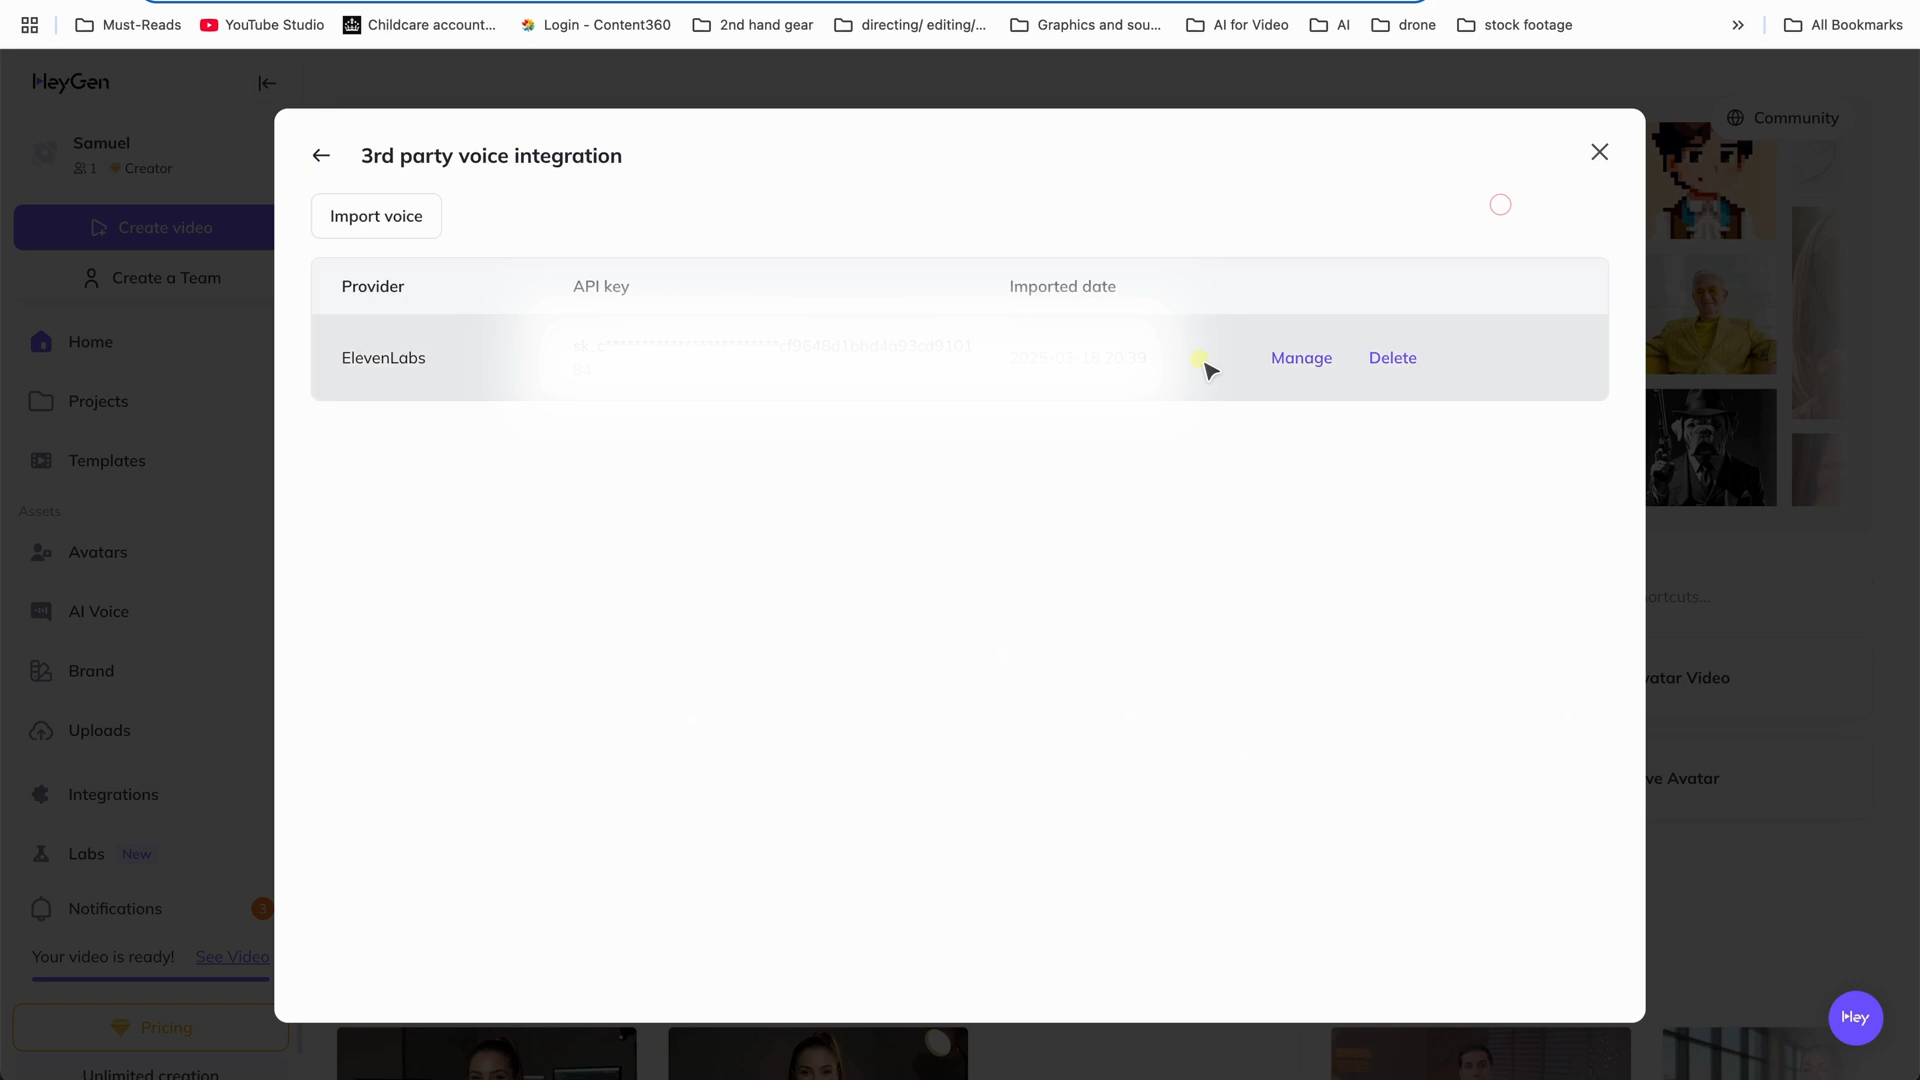 Must-Reads
YouTube Studio
Childcare account...
Login - Content360
2nd hand gear
directing/ editing/...
Graphics and sou...
AI for Video
AI
drone
stock footage
»
All Bookmarks
HeyGen
Samuel
1 Creator
Create video
Create a Team
Home
Projects
Templates
Assets
Avatars
AI Voice
Brand
Uploads
Integrations
Labs New
Notifications 3
Your video is ready! See Video
Pricing
Unlimited creation
3rd party voice integration
Import voice
Provider API key Imported date
ElevenLabs 2025-03-18 20:39 Manage Delete
Community
ortcuts...
vatar Video
ve Avatar
Hey